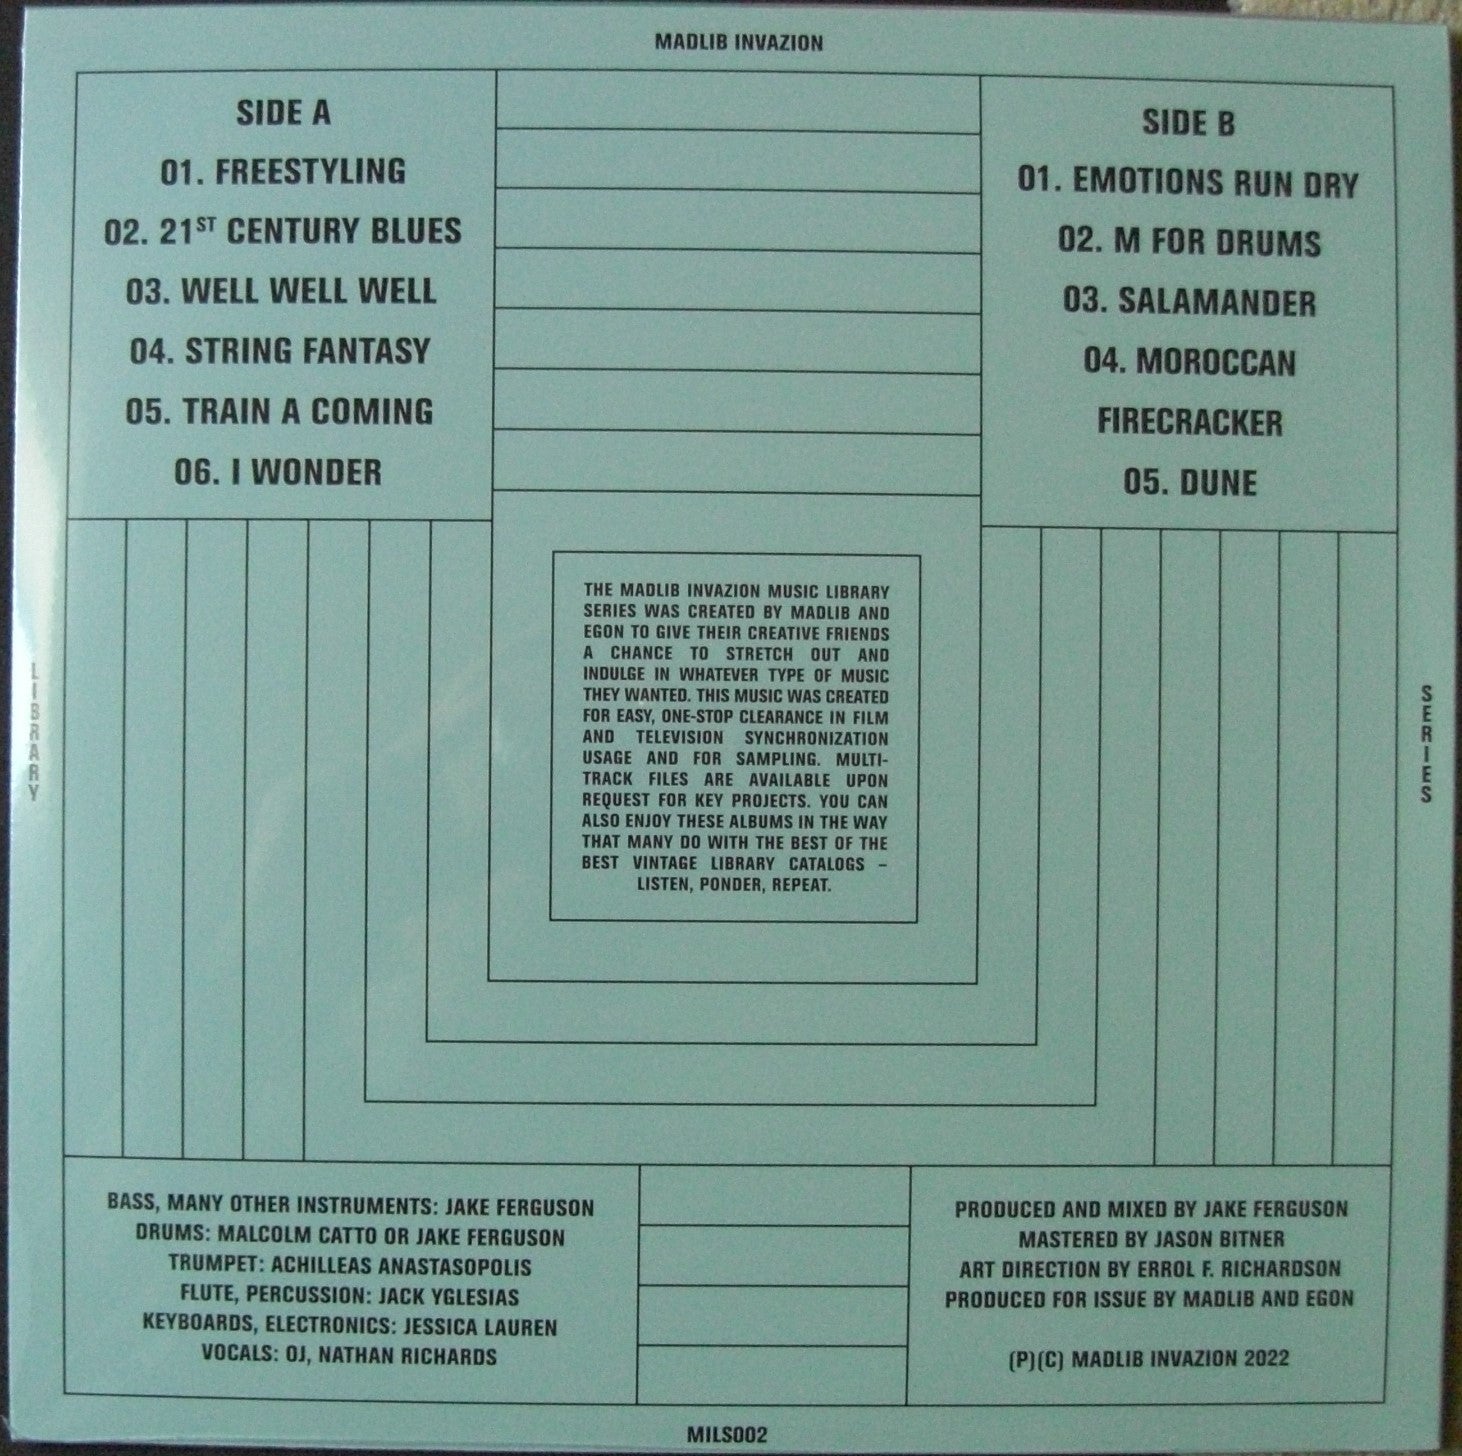 MADLIB INVAZION
SIDE A
01. FREESTYLING
02. 21ST CENTURY BLUES
03. WELL WELL WELL
04. STRING FANTASY
05. TRAIN A COMING
06. I WONDER
SIDE B
01. EMOTIONS RUN DRY
02. M FOR DRUMS
03. SALAMANDER
04. MOROCCAN
FIRECRACKER
05. DUNE
LIBRARY
THE MADLIB INVAZION MUSIC LIBRARY
SERIES WAS CREATED BY MADLIB AND
EGON TO GIVE THEIR CREATIVE FRIENDS
A CHANCE TO STRETCH OUT AND
INDULGE IN WHATEVER TYPE OF MUSIC
THEY WANTED. THIS MUSIC WAS CREATED
FOR EASY, ONE-STOP CLEARANCE IN FILM
AND TELEVISION SYNCHRONIZATION
USAGE AND FOR SAMPLING. MULTI-
TRACK FILES ARE AVAILABLE UPON
REQUEST FOR KEY PROJECTS. YOU CAN
ALSO ENJOY THESE ALBUMS IN THE WAY
THAT MANY DO WITH THE BEST OF THE
BEST VINTAGE LIBRARY CATALOGS –
LISTEN, PONDER, REPEAT.
SERIES
BASS, MANY OTHER INSTRUMENTS: JAKE FERGUSON
DRUMS: MALCOLM CATTO OR JAKE FERGUSON
TRUMPET: ACHILLEAS ANASTASOPOLIS
FLUTE, PERCUSSION: JACK YGLESIAS
KEYBOARDS, ELECTRONICS: JESSICA LAUREN
VOCALS: OJ, NATHAN RICHARDS
PRODUCED AND MIXED BY JAKE FERGUSON
MASTERED BY JASON BITNER
ART DIRECTION BY ERROL F. RICHARDSON
PRODUCED FOR ISSUE BY MADLIB AND EGON
(P)(C) MADLIB INVAZION 2022
MILS002